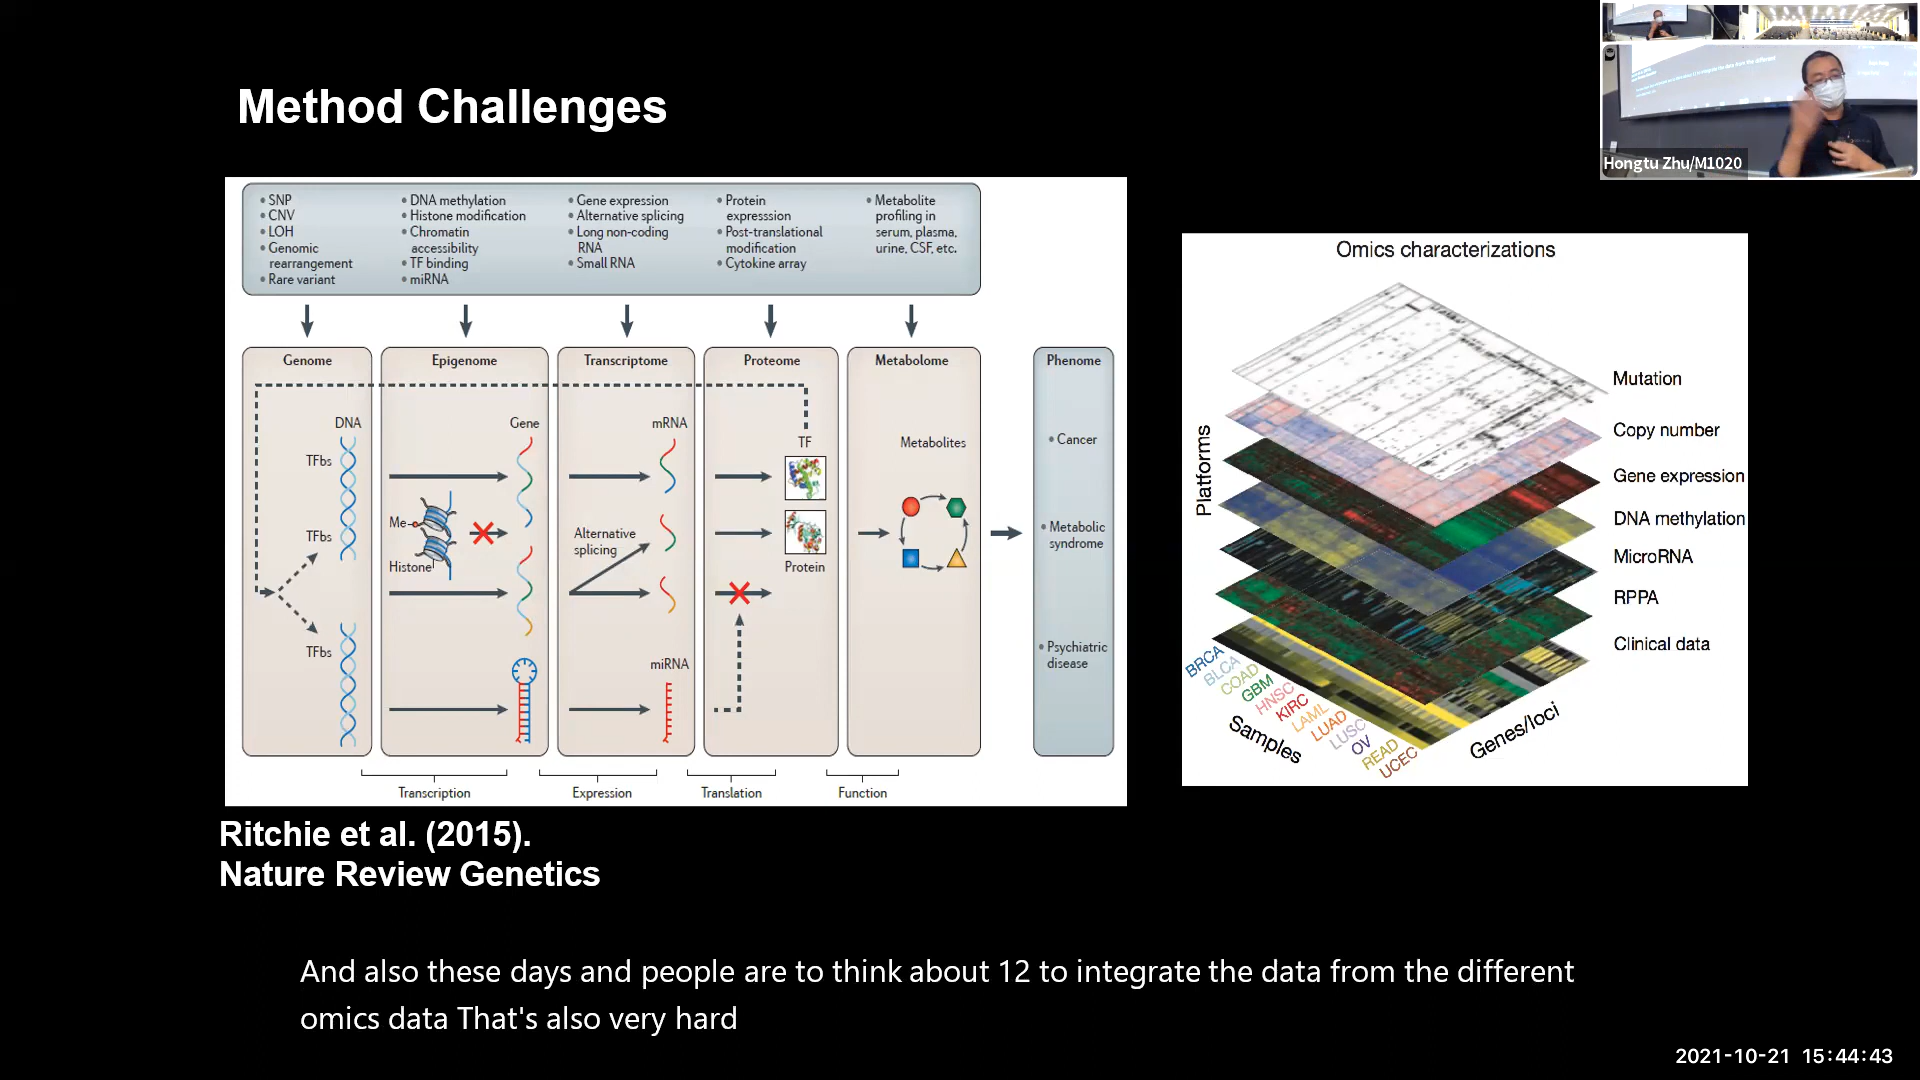 Method Challenges
Hongtu Zhu/M1020
• SNP
• CNV
• LOH
• Genomic
rearrangement
• Rare variant
• DNA methylation
• Histone modification
• Chromatin
accessibility
• TF binding
• miRNA
• Gene expression
• Alternative splicing
• Long non-coding
RNA
• Small RNA
• Protein
expresssion
• Post-translational
modification
• Cytokine array
• Metabolite
profiling in
serum, plasma,
urine, CSF, etc.
Genome
Epigenome
Transcriptome
Proteome
Metabolome
Phenome
DNA
Gene
mRNA
TF
Metabolites
• Cancer
TFbs
Me
TFbs
Alternative
splicing
• Metabolic
syndrome
Histone
Protein
TFbs
miRNA
• Psychiatric
disease
Transcription
Expression
Translation
Function
Omics characterizations
Platforms
Mutation
Copy number
Gene expression
DNA methylation
MicroRNA
RPPA
Clinical data
BRCA
BLCA
COAD
GBM
HNSC
KIRC
LAML
LUAD
LUSC
OV
READ
UCEC
Samples
Genes/loci
Ritchie et al. (2015).
Nature Review Genetics
And also these days and people are to think about 12 to integrate the data from the different
omics data That's also very hard
2021-10-21 15:44:43